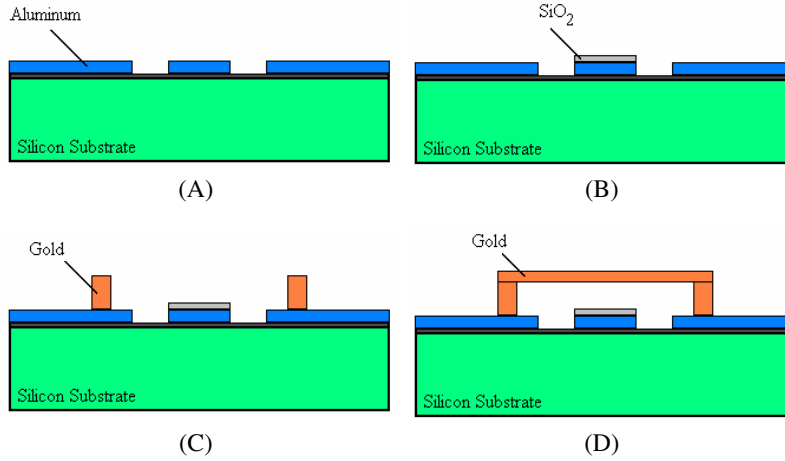 Aluminum
Silicon Substrate
(A)
SiO2
Silicon Substrate
(B)
Gold
Silicon Substrate
(C)
Gold
Silicon Substrate
(D)